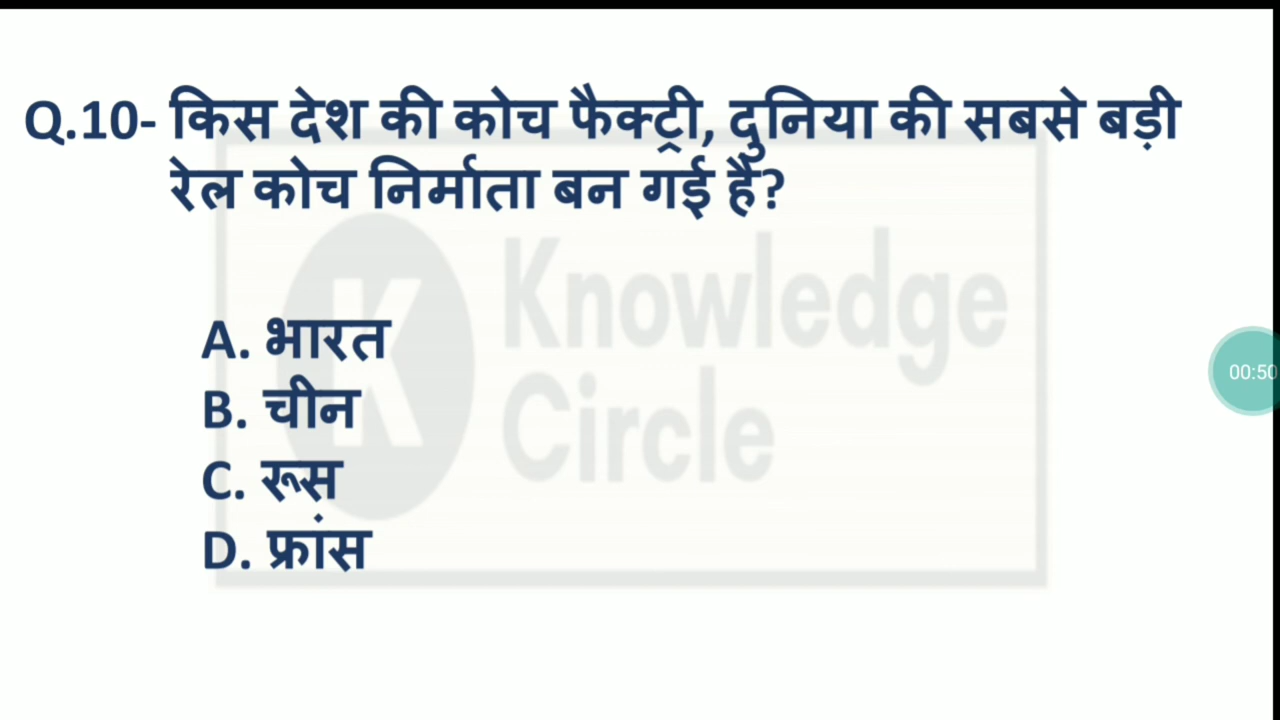 Q.10- किस देश की कोच फैक्ट्री, दुनिया की सबसे बड़ी
रेल कोच निर्माता बन गई हैं?
Knowledge
Circle
A. भारत
B. चीन
C. रूस
D. फ्रांस
00:50